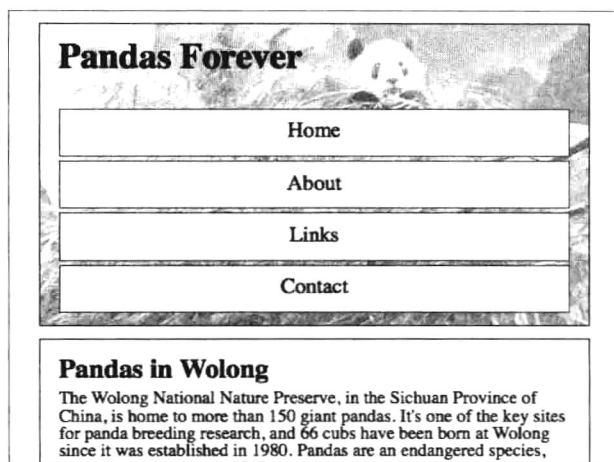 Pandas Forever
Home
About
Links
Contact
Pandas in Wolong
The Wolong National Nature Preserve, in the Sichuan Province of
China, is home to more than 150 giant pandas. It's one of the key sites
for panda breeding research, and 66 cubs have been born at Wolong
since it was established in 1980. Pandas are an endangered species,